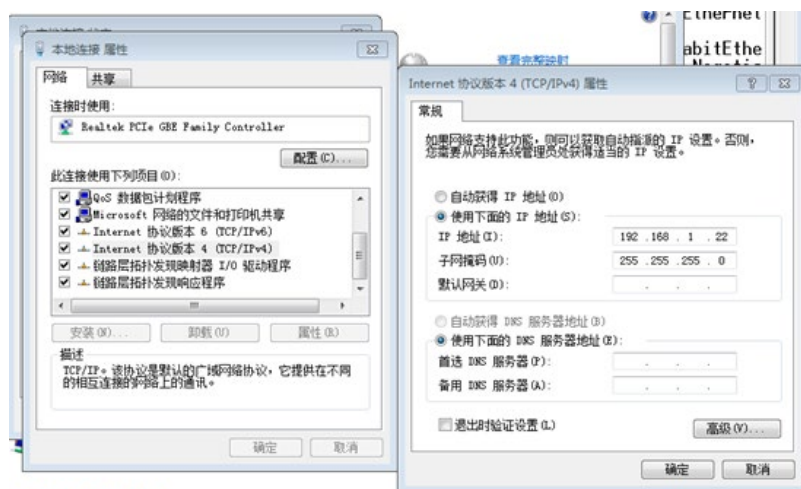 本地连接 属性
网络
共享
连接时使用:
Realtek PCIe GBE Family Controller
配置(C)...
此连接使用下列项目(O):
QoS 数据包计划程序
Microsoft 网络的文件和打印机共享
Internet 协议版本 6 (TCP/IPv6)
Internet 协议版本 4 (TCP/IPv4)
链路层拓扑发现映射器 I/O 驱动程序
链路层拓扑发现响应程序
安装(N)...
卸载(U)
属性(R)
描述
TCP/IP。该协议是默认的广域网络协议，它提供在不同
的相互连接的网络上的通讯。
确定
取消
查看完整映射
abitEthe
Internet 协议版本 4 (TCP/IPv4) 属性
常规
如果网络支持此功能，则可以获取自动指派的 IP 设置。否则，
您需要从网络系统管理员处获得适当的 IP 设置。
自动获得 IP 地址(O)
使用下面的 IP 地址(S):
IP 地址(I): 192 .168 . 1 . 22
子网掩码(U): 255 .255 .255 . 0
默认网关(D): . . .
自动获得 DNS 服务器地址(B)
使用下面的 DNS 服务器地址(E):
首选 DNS 服务器(P): . . .
备用 DNS 服务器(A): . . .
退出时验证设置(L)
高级(V)...
确定
取消